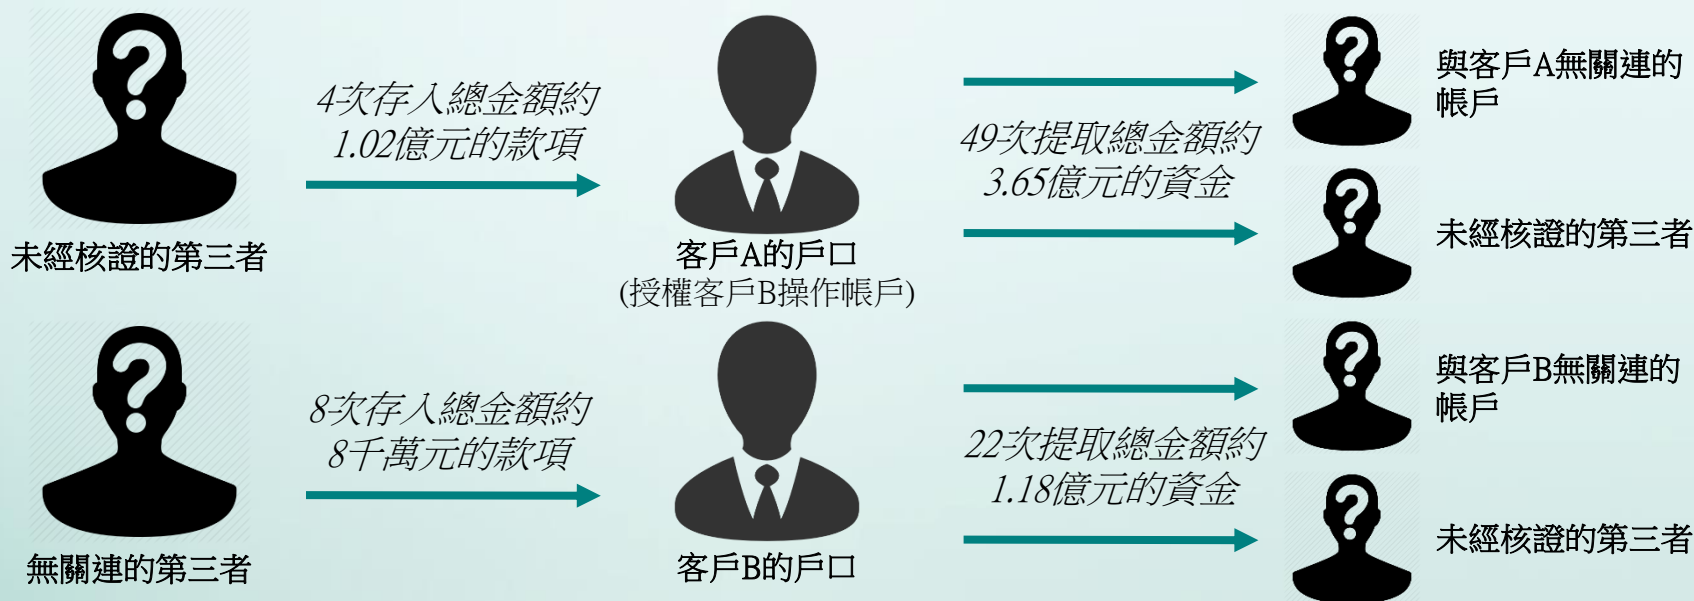 4次存入總金額約
1.02億元的款項
未經核證的第三者
客戶A的戶口
(授權客戶B操作帳戶)
49次提取總金額約
3.65億元的資金
與客戶A無關連的
帳戶
未經核證的第三者
8次存入總金額約
8千萬元的款項
無關連的第三者
客戶B的戶口
22次提取總金額約
1.18億元的資金
與客戶B無關連的
帳戶
未經核證的第三者